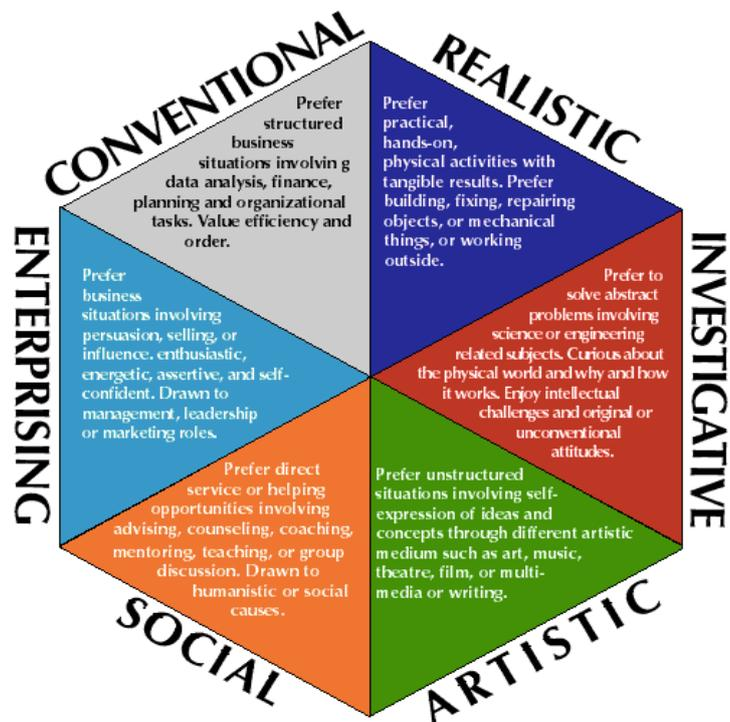 CONVENTIONAL
Prefer
structured
business
situations involvin g
data analysis, finance,
planning and organizational
tasks. Value efficiency and
order.
REALISTIC
Prefer
practical,
hands-on,
physical activities with
tangible results. Prefer
building, fixing, repairing
objects, or mechanical
things, or working
outside.
INVESTIGATIVE
Prefer to
solve abstract
problems involving
science or engineering
related subjects. Curious about
the physical world and why and how
it works. Enjoy intellectual
challenges and original or
unconventional
attitudes.
ARTISTIC
Prefer unstructured
situations involving self-
expression of ideas and
concepts through different artistic
medium such as art, music,
theatre, film, or multi-
media or writing.
SOCIAL
Prefer direct
service or helping
opportunities involving
advising, counseling, coaching,
mentoring, teaching, or group
discussion. Drawn to
humanistic or social
causes.
ENTERPRISING
Prefer
business
situations involving
persuasion, selling, or
influence. enthusiastic,
energetic, assertive, and self-
confident. Drawn to
management, leadership
or marketing roles.